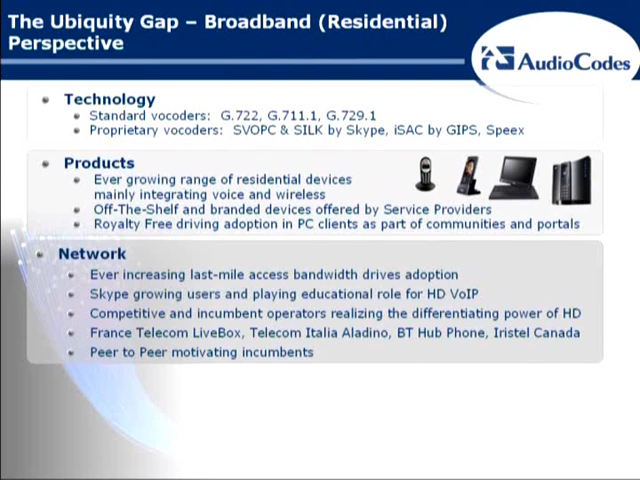 The Ubiquity Gap – Broadband (Residential)
Perspective
AudioCodes
Technology
Standard vocoders: G.722, G.711.1, G.729.1
Proprietary vocoders: SVOPC & SILK by Skype, iSAC by GIPS, Speex
Products
Ever growing range of residential devices
mainly integrating voice and wireless
Off-The-Shelf and branded devices offered by Service Providers
Royalty Free driving adoption in PC clients as part of communities and portals
Network
Ever increasing last-mile access bandwidth drives adoption
Skype growing users and playing educational role for HD VoIP
Competitive and incumbent operators realizing the differentiating power of HD
France Telecom LiveBox, Telecom Italia Aladino, BT Hub Phone, Iristel Canada
Peer to Peer motivating incumbents